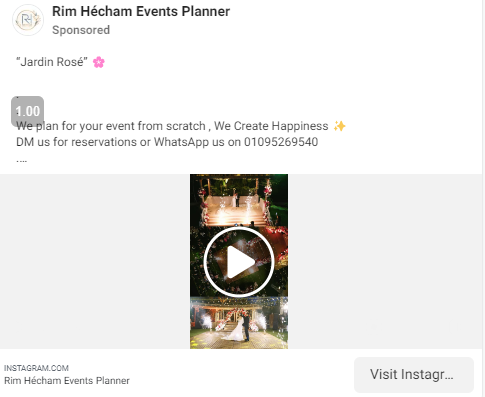 Rim Hécham Events Planner
Sponsored
“Jardin Rosé” 🌸
.
1.00
We plan for your event from scratch , We Create Happiness ✨
DM us for reservations or WhatsApp us on 01095269540
....
INSTAGRAM.COM
Rim Hécham Events Planner
Visit Instagr...